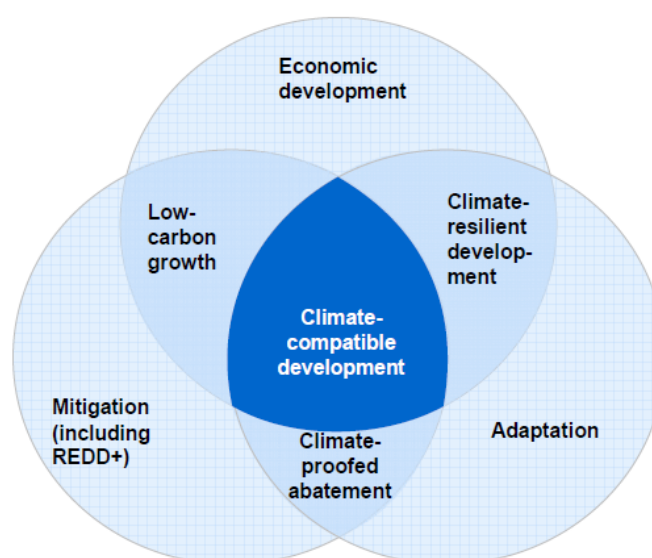 Economic
development
Low-
carbon
growth
Climate-
resilient
develop-
ment
Climate-
compatible
development
Mitigation
(including
REDD+)
Climate-
proofed
abatement
Adaptation